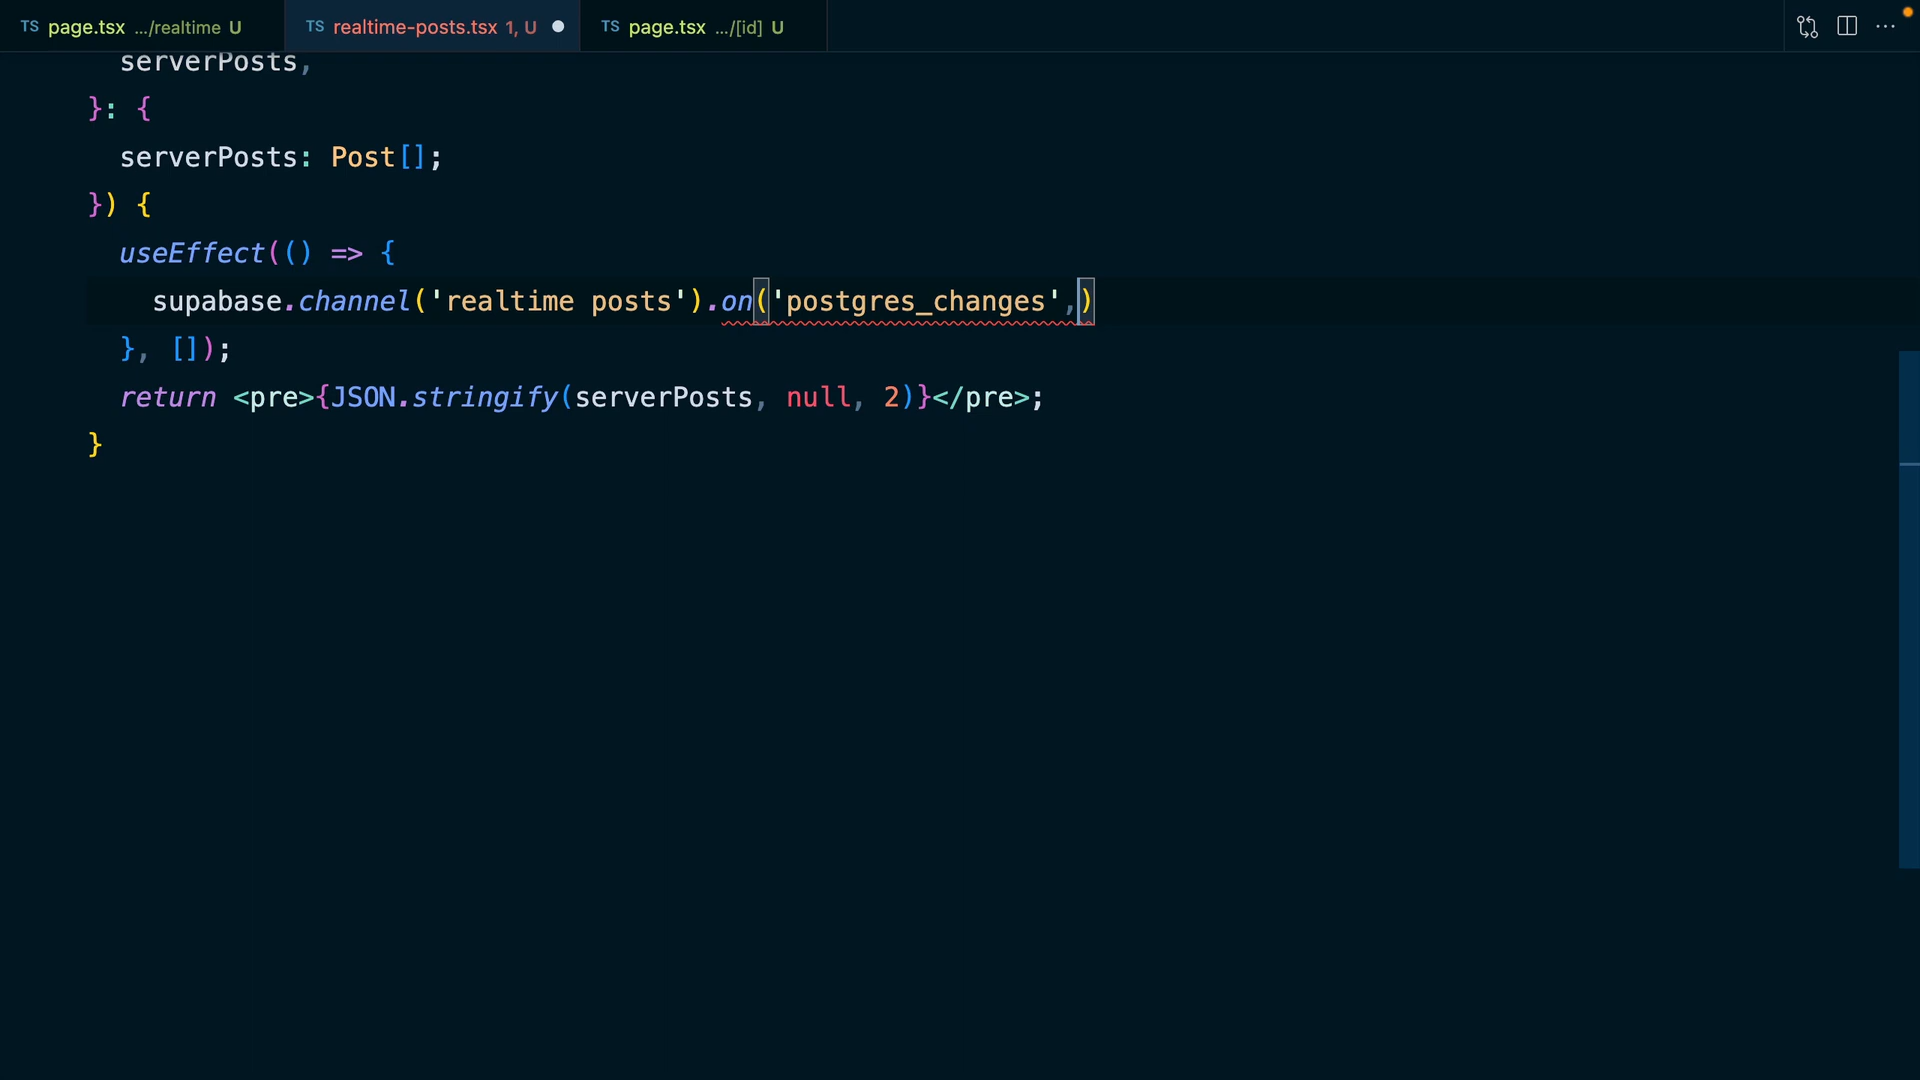 TS page.tsx .../realtime U TS realtime-posts.tsx 1, U TS page.tsx .../[id] U
serverPosts,
}: {
serverPosts: Post[];
}) {
useEffect(() => {
supabase.channel('realtime posts').on('postgres_changes',)
}, []);
return <pre>{JSON.stringify(serverPosts, null, 2)}</pre>;
}